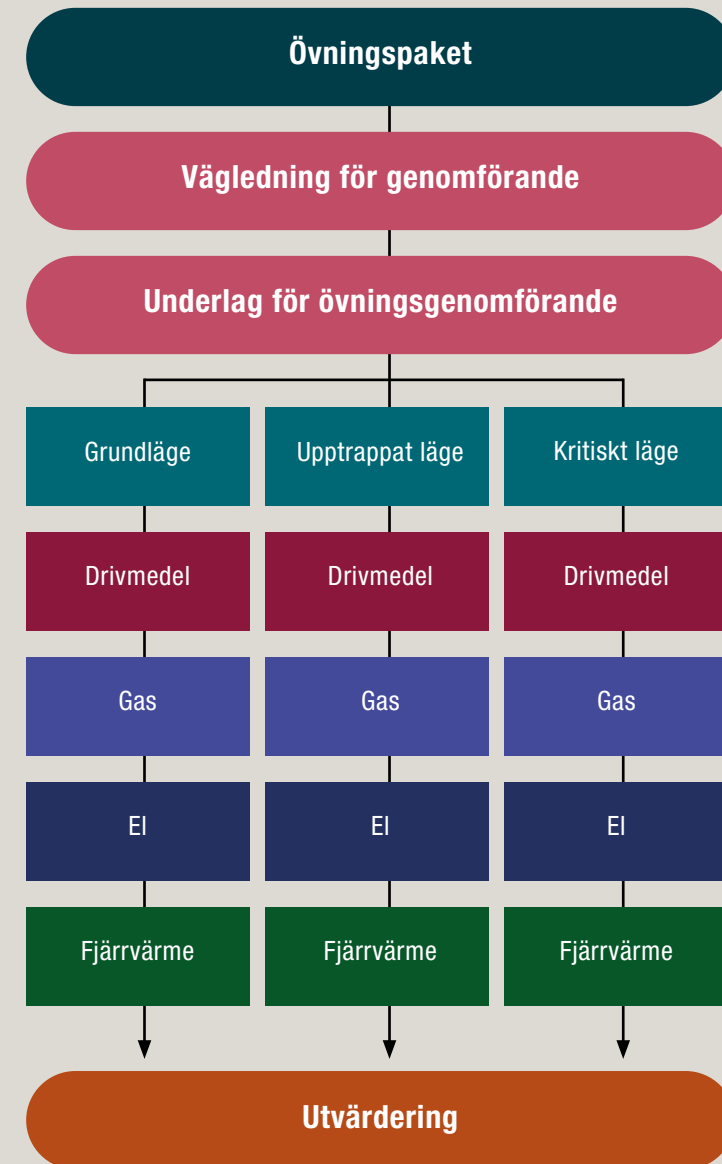 Övningspaket
Vägledning för genomförande
Underlag för övningsgenomförande
Grundläge
Upptrappat läge
Kritiskt läge
Drivmedel
Drivmedel
Drivmedel
Gas
Gas
Gas
El
El
El
Fjärrvärme
Fjärrvärme
Fjärrvärme
Utvärdering